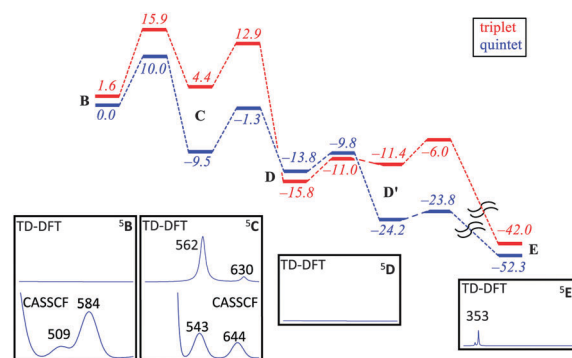 15.9
12.9
triplet
quintet
1.6
B
0.0
10.0
4.4
C
-9.5
-1.3
D
-13.8
-15.8
-9.8
-11.0
-11.4
D'
-6.0
-24.2
-23.8
-42.0
E
-52.3
TD-DFT ⁵B
CASSCF 584
509
TD-DFT ⁵C
562
630
CASSCF
543 644
TD-DFT ⁵D
TD-DFT ⁵E
353